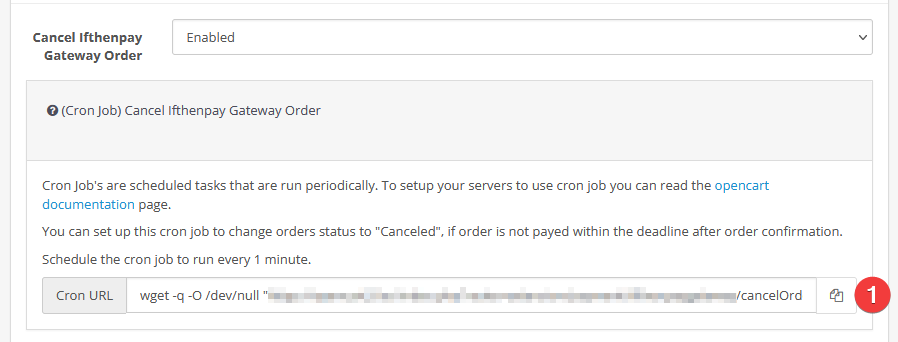 Cancel Ifthenpay
Gateway Order
Enabled
(Cron Job) Cancel Ifthenpay Gateway Order
Cron Job's are scheduled tasks that are run periodically. To setup your servers to use cron job you can read the opencart
documentation page.
You can set up this cron job to change orders status to "Canceled", if order is not payed within the deadline after order confirmation.
Schedule the cron job to run every 1 minute.
Cron URL wget -q -O /dev/null " /cancelOrd 1